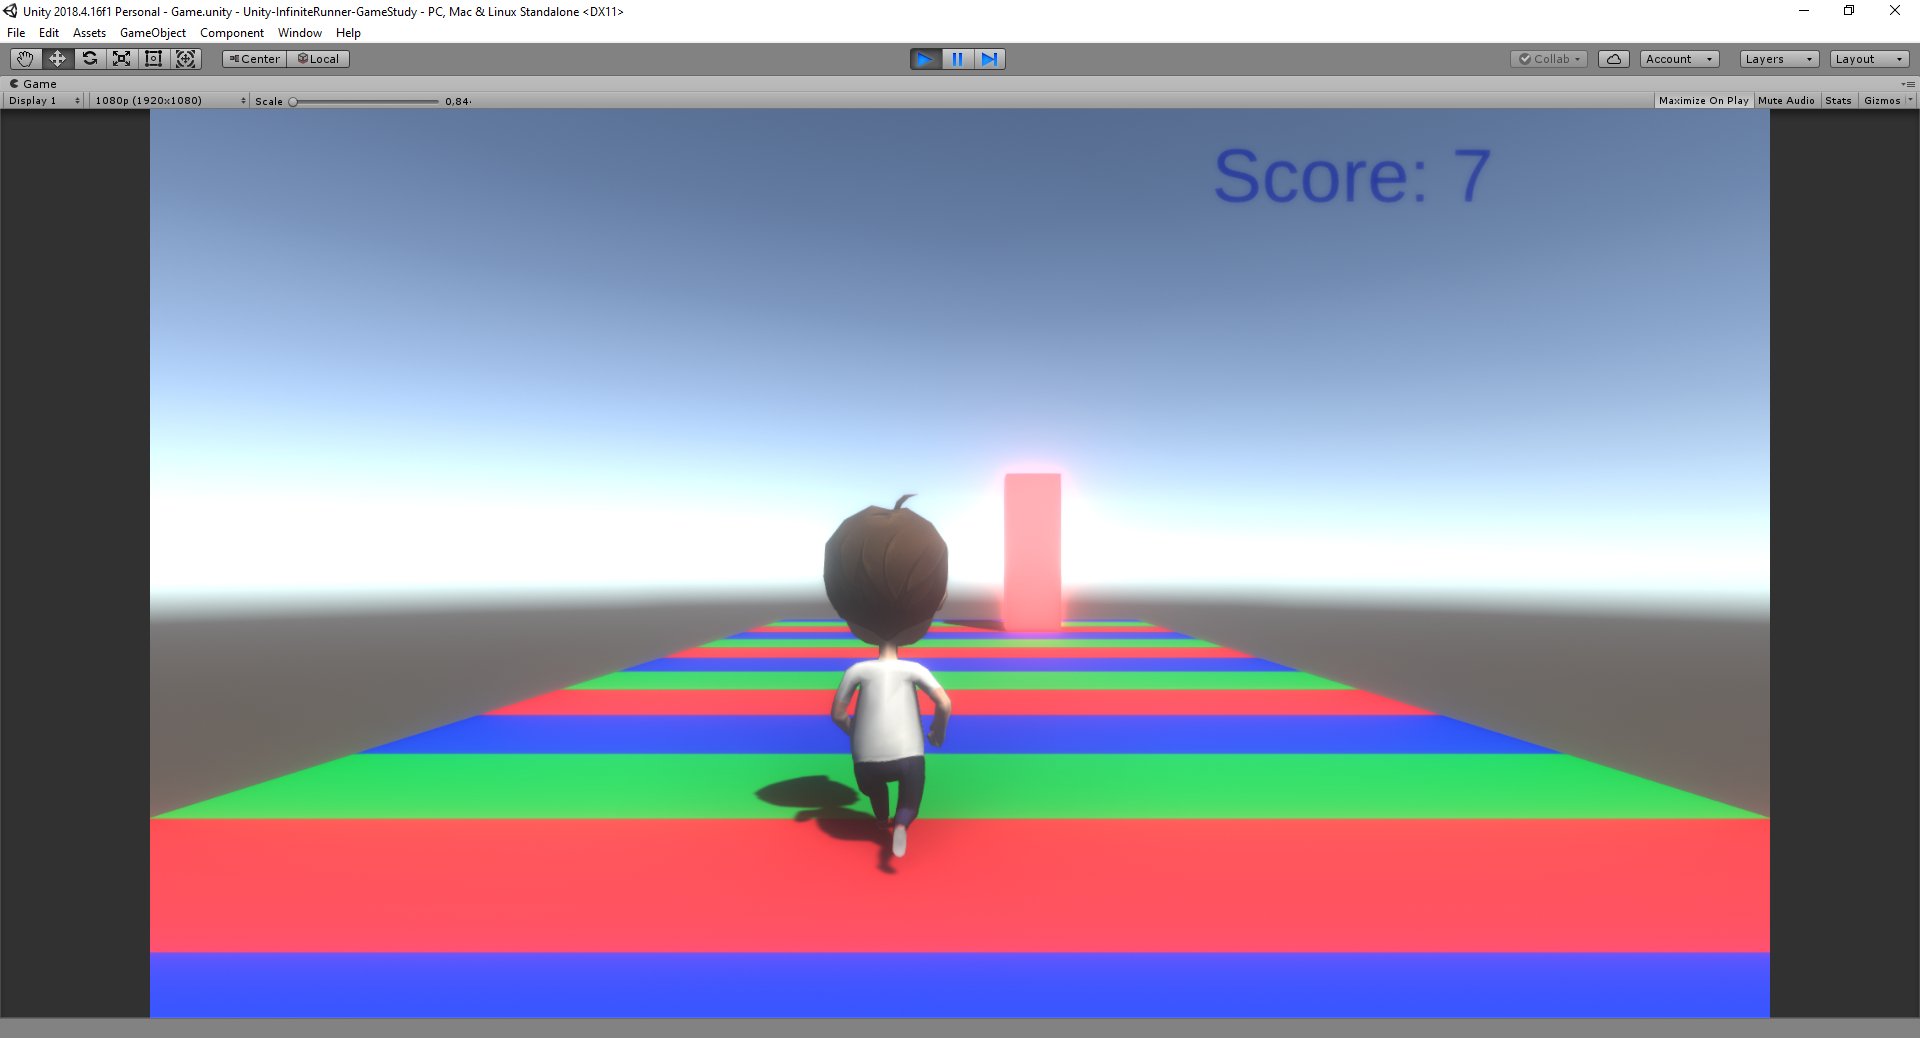 Unity 2018.4.16f1 Personal - Game.unity - Unity-InfiniteRunner-GameStudy - PC, Mac & Linux Standalone <DX11>
File Edit Assets GameObject Component Window Help
Center Local Collab Account Layers Layout
Game
Display 1 1080p (1920x1080) Scale 0,84 Maximize On Play Mute Audio Stats Gizmos
Score: 7